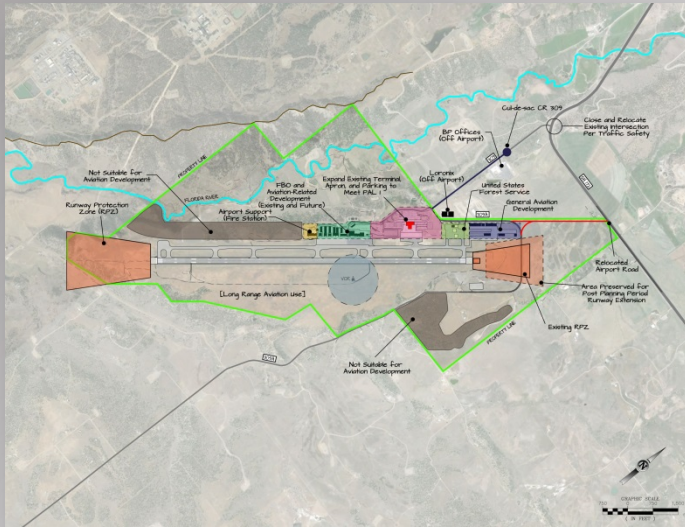 Cul-de-sac CR 309
BP Offices
(Off Airport)
Close and Relocate
Existing Intersection
Per Traffic Safety
Not Suitable for
Aviation Development
PROPERTY LINE
FLORIDA RIVER
FBO and
Aviation-Related
Development
(Existing and Future)
Expand Existing Terminal,
Apron, and Parking to
Meet PAL 1
Loronix
(Off Airport)
United States
Forest Service
General Aviation
Development
Airport Support
(Fire Station)
Runway Protection
Zone (RPZ)
Relocated
Airport Road
[Long Range Aviation Use]
Area Preserved for
Post Planning Period
Runway Extension
Existing RPZ
PROPERTY LINE
Not Suitable for
Aviation Development
GRAPHIC SCALE
( IN FEET )